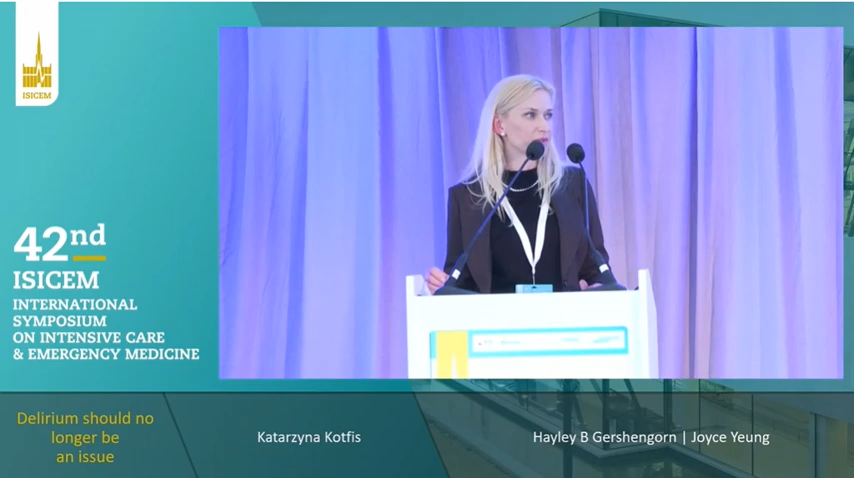 ISICEM
42nd
ISICEM
INTERNATIONAL
SYMPOSIUM
ON INTENSIVE CARE
& EMERGENCY MEDICINE
Delirium should no
longer be
an issue
Katarzyna Kotfis
Hayley B Gershengorn | Joyce Yeung